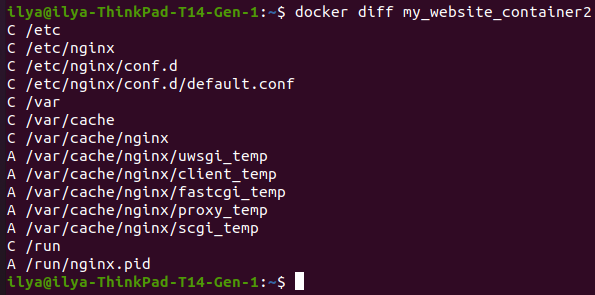 ilya@ilya-ThinkPad-T14-Gen-1:~$ docker diff my_website_container2
C /etc
C /etc/nginx
C /etc/nginx/conf.d
C /etc/nginx/conf.d/default.conf
C /var
C /var/cache
C /var/cache/nginx
A /var/cache/nginx/uwsgi_temp
A /var/cache/nginx/client_temp
A /var/cache/nginx/fastcgi_temp
A /var/cache/nginx/proxy_temp
A /var/cache/nginx/scgi_temp
C /run
A /run/nginx.pid
ilya@ilya-ThinkPad-T14-Gen-1:~$